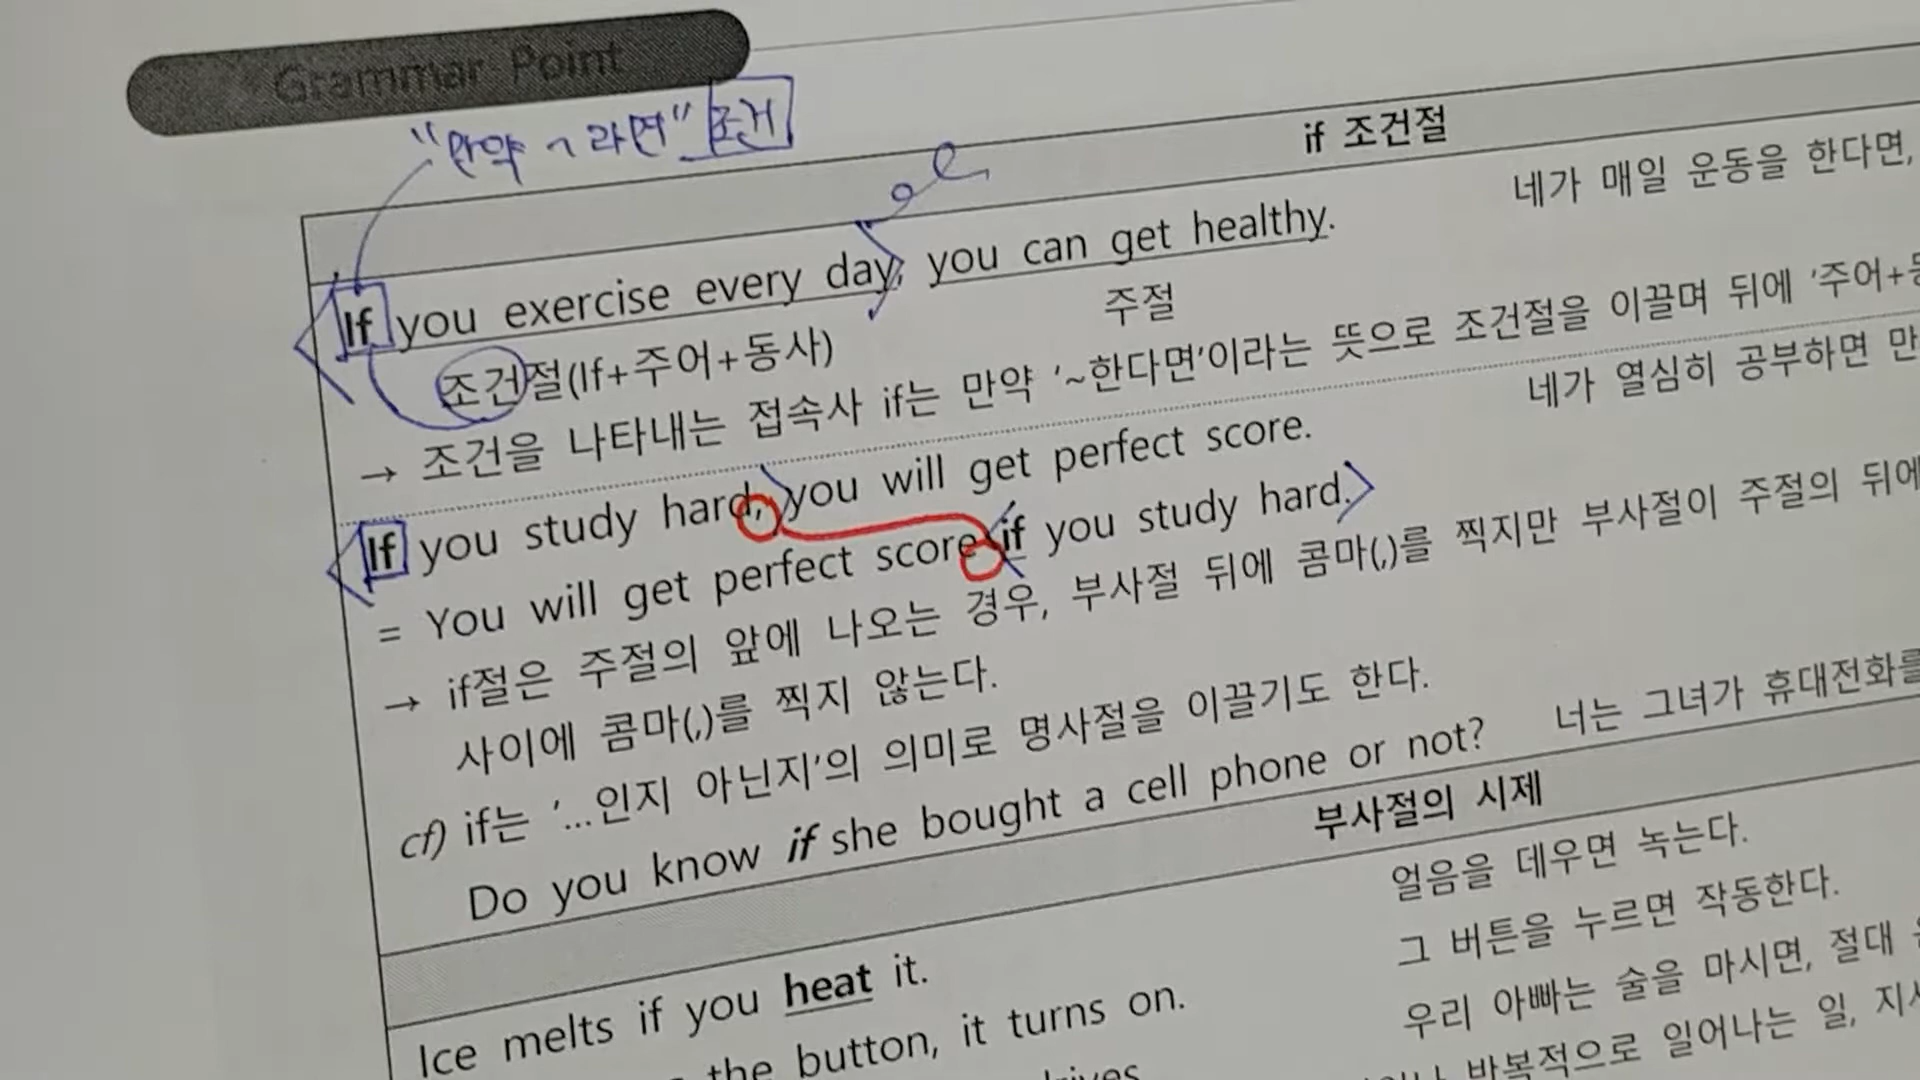 Grammar Point
"만약 ~ 라면" 조건
if 조건절
If you exercise every day, you can get healthy. 네가 매일 운동을 한다면,
조건절(If+주어+동사) 주절
→ 조건을 나타내는 접속사 if는 만약 '~한다면'이라는 뜻으로 조건절을 이끌며 뒤에 '주어+
If you study hard, you will get perfect score. 네가 열심히 공부하면 만
= You will get perfect score if you study hard.
→ if절은 주절의 앞에 나오는 경우, 부사절 뒤에 콤마(,)를 찍지만 부사절이 주절의 뒤에
사이에 콤마(,)를 찍지 않는다.
cf) if는 '...인지 아닌지'의 의미로 명사절을 이끌기도 한다.
Do you know if she bought a cell phone or not? 너는 그녀가 휴대전화를
부사절의 시제
Ice melts if you heat it. 얼음을 데우면 녹는다.
the button, it turns on. 그 버튼을 누르면 작동한다.
우리 아빠는 술을 마시면, 절대
반복적으로 일어나는 일,